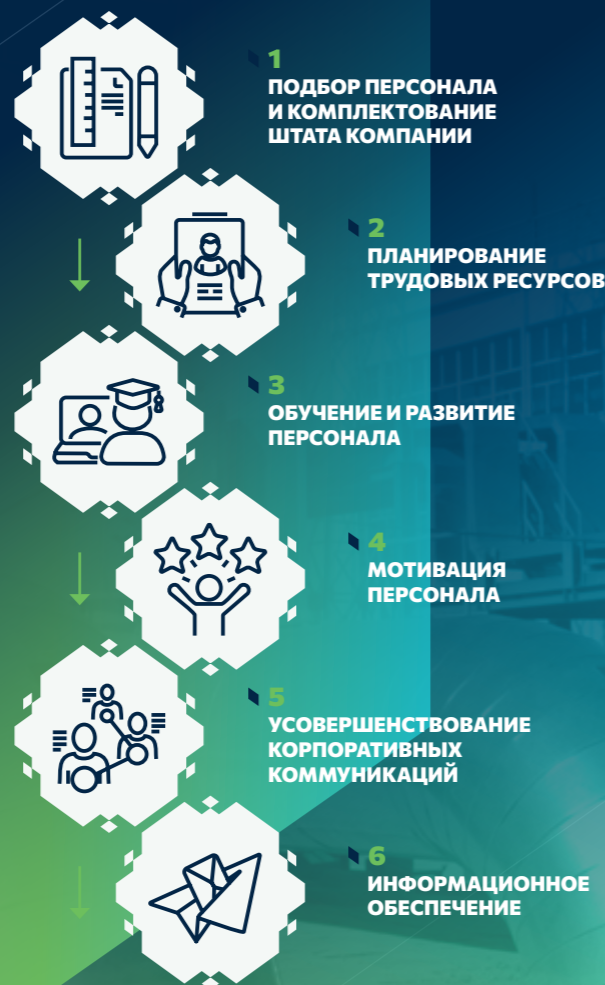 1
ПОДБОР ПЕРСОНАЛА
И КОМПЛЕКТОВАНИЕ
ШТАТА КОМПАНИИ
2
ПЛАНИРОВАНИЕ
ТРУДОВЫХ РЕСУРСОВ
3
ОБУЧЕНИЕ И РАЗВИТИЕ
ПЕРСОНАЛА
4
МОТИВАЦИЯ
ПЕРСОНАЛА
5
УСОВЕРШЕНСТВОВАНИЕ
КОРПОРАТИВНЫХ
КОММУНИКАЦИЙ
6
ИНФОРМАЦИОННОЕ
ОБЕСПЕЧЕНИЕ